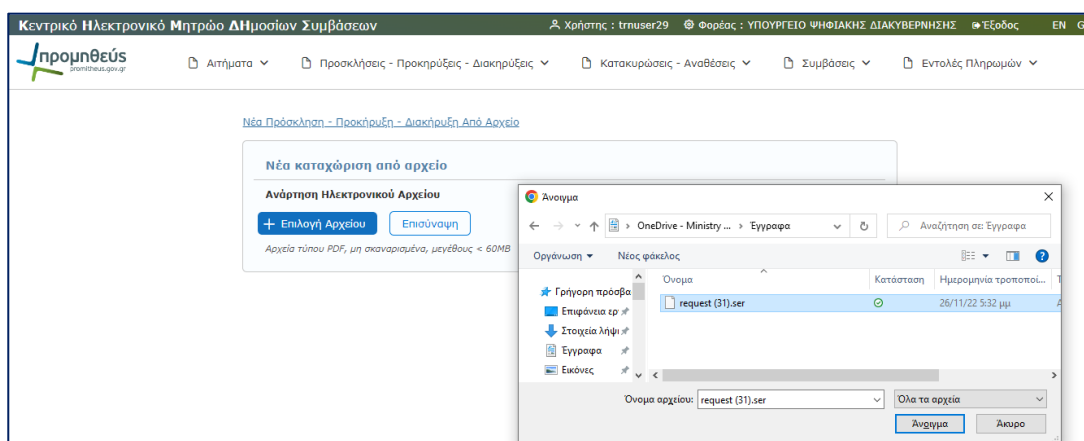 Κεντρικό Ηλεκτρονικό Μητρώο ΔΗμοσίων Συμβάσεων Χρήστης : trnuser29 Φορέας : ΥΠΟΥΡΓΕΙΟ ΨΗΦΙΑΚΗΣ ΔΙΑΚΥΒΕΡΝΗΣΗΣ Έξοδος EN G
προμηθεύς
promitheus.gov.gr
Αιτήματα Προσκλήσεις - Προκηρύξεις - Διακηρύξεις Κατακυρώσεις - Αναθέσεις Συμβάσεις Εντολές Πληρωμών
Νέα Πρόσκληση - Προκήρυξη - Διακήρυξη Από Αρχείο
Νέα καταχώριση από αρχείο
Ανάρτηση Ηλεκτρονικού Αρχείου
+ Επιλογή Αρχείου Επισύναψη
Αρχεία τύπου PDF, μη σκαναρισμένα, μεγέθους < 60MB
Άνοιγμα
OneDrive - Ministry ... › Έγγραφα Αναζήτηση σε: Έγγραφα
Οργάνωση Νέος φάκελος
Όνομα Κατάσταση Ημερομηνία τροποποί... Τ
Γρήγορη πρόσβα
request (31).ser 26/11/22 5:32 μμ Α
Επιφάνεια ερ
Στοιχεία λήψι
Έγγραφα
Εικόνες
Όνομα αρχείου: request (31).ser Όλα τα αρχεία
Άνοιγμα Άκυρο